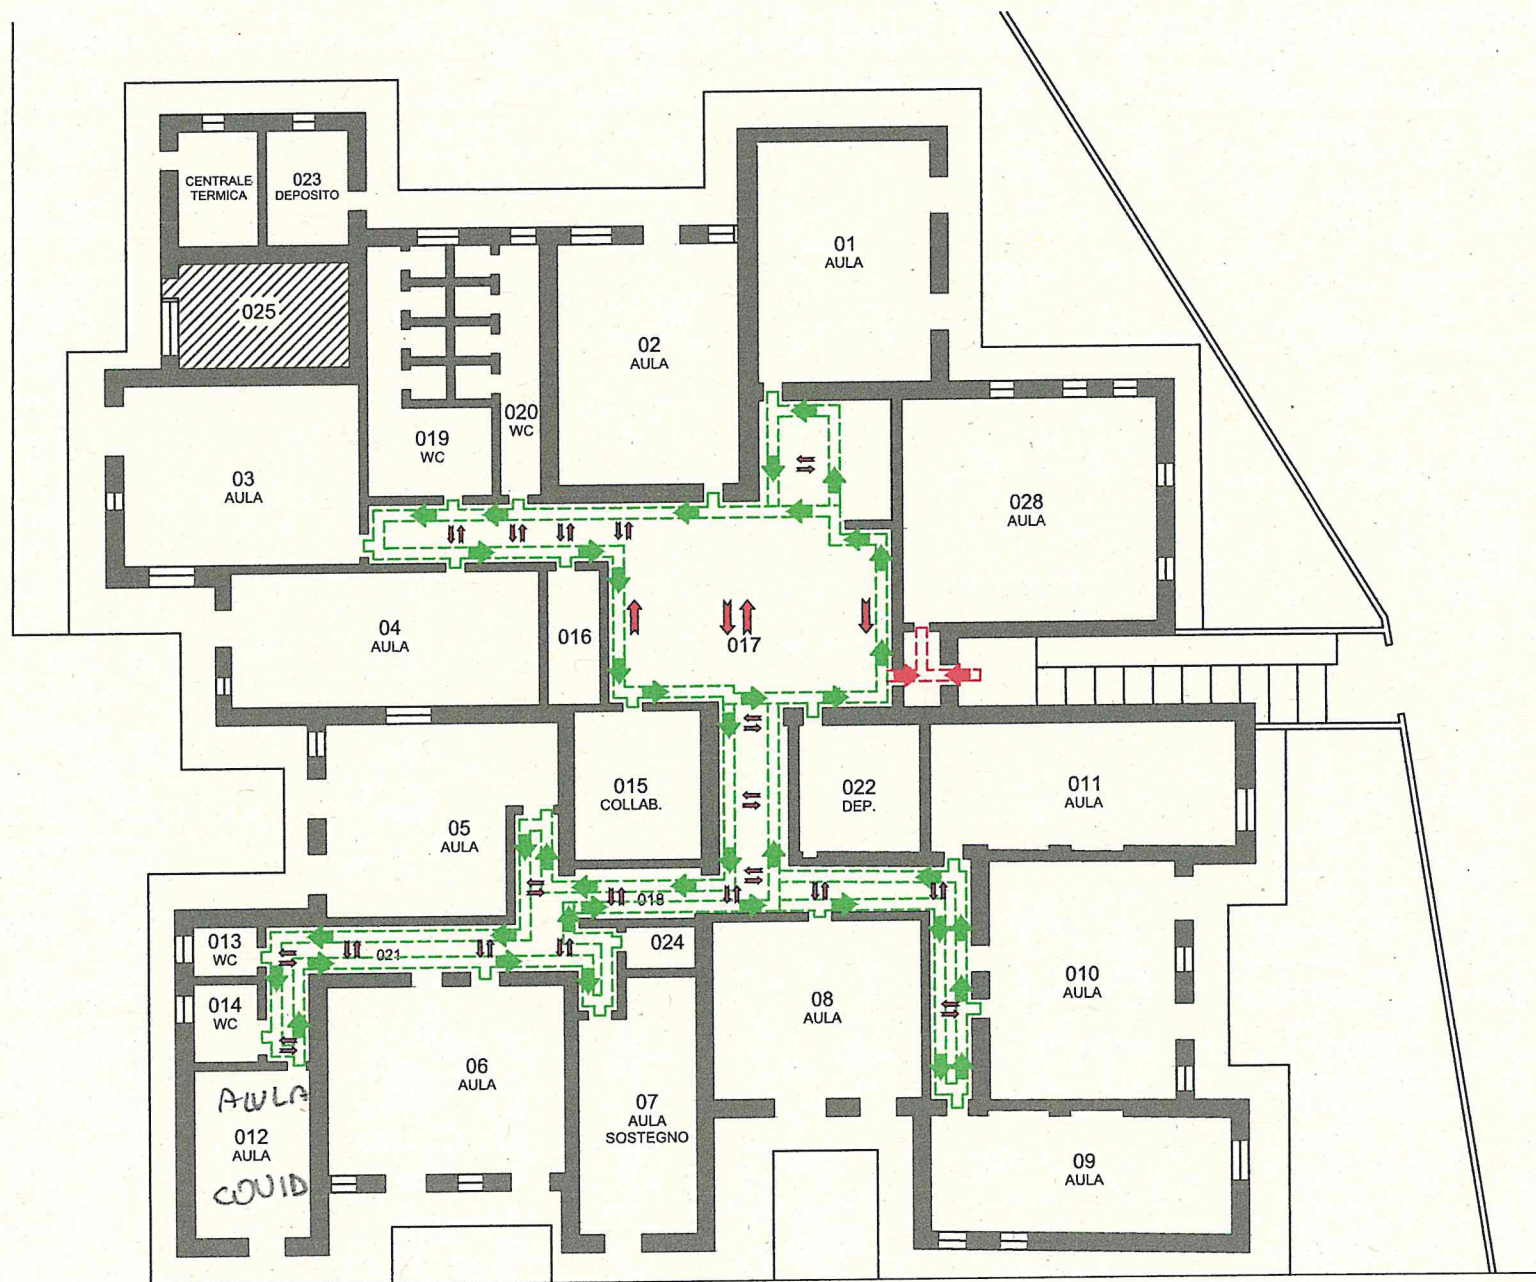 CENTRALE
TERMICA
023
DEPOSITO
025
01
AULA
02
AULA
020
WC
019
WC
03
AULA
028
AULA
04
AULA
016
017
015
COLLAB.
022
DEP.
011
AULA
05
AULA
018
013
WC
021
024
014
WC
010
AULA
08
AULA
06
AULA
07
AULA
SOSTEGNO
AULA
012
AULA
COVID
09
AULA